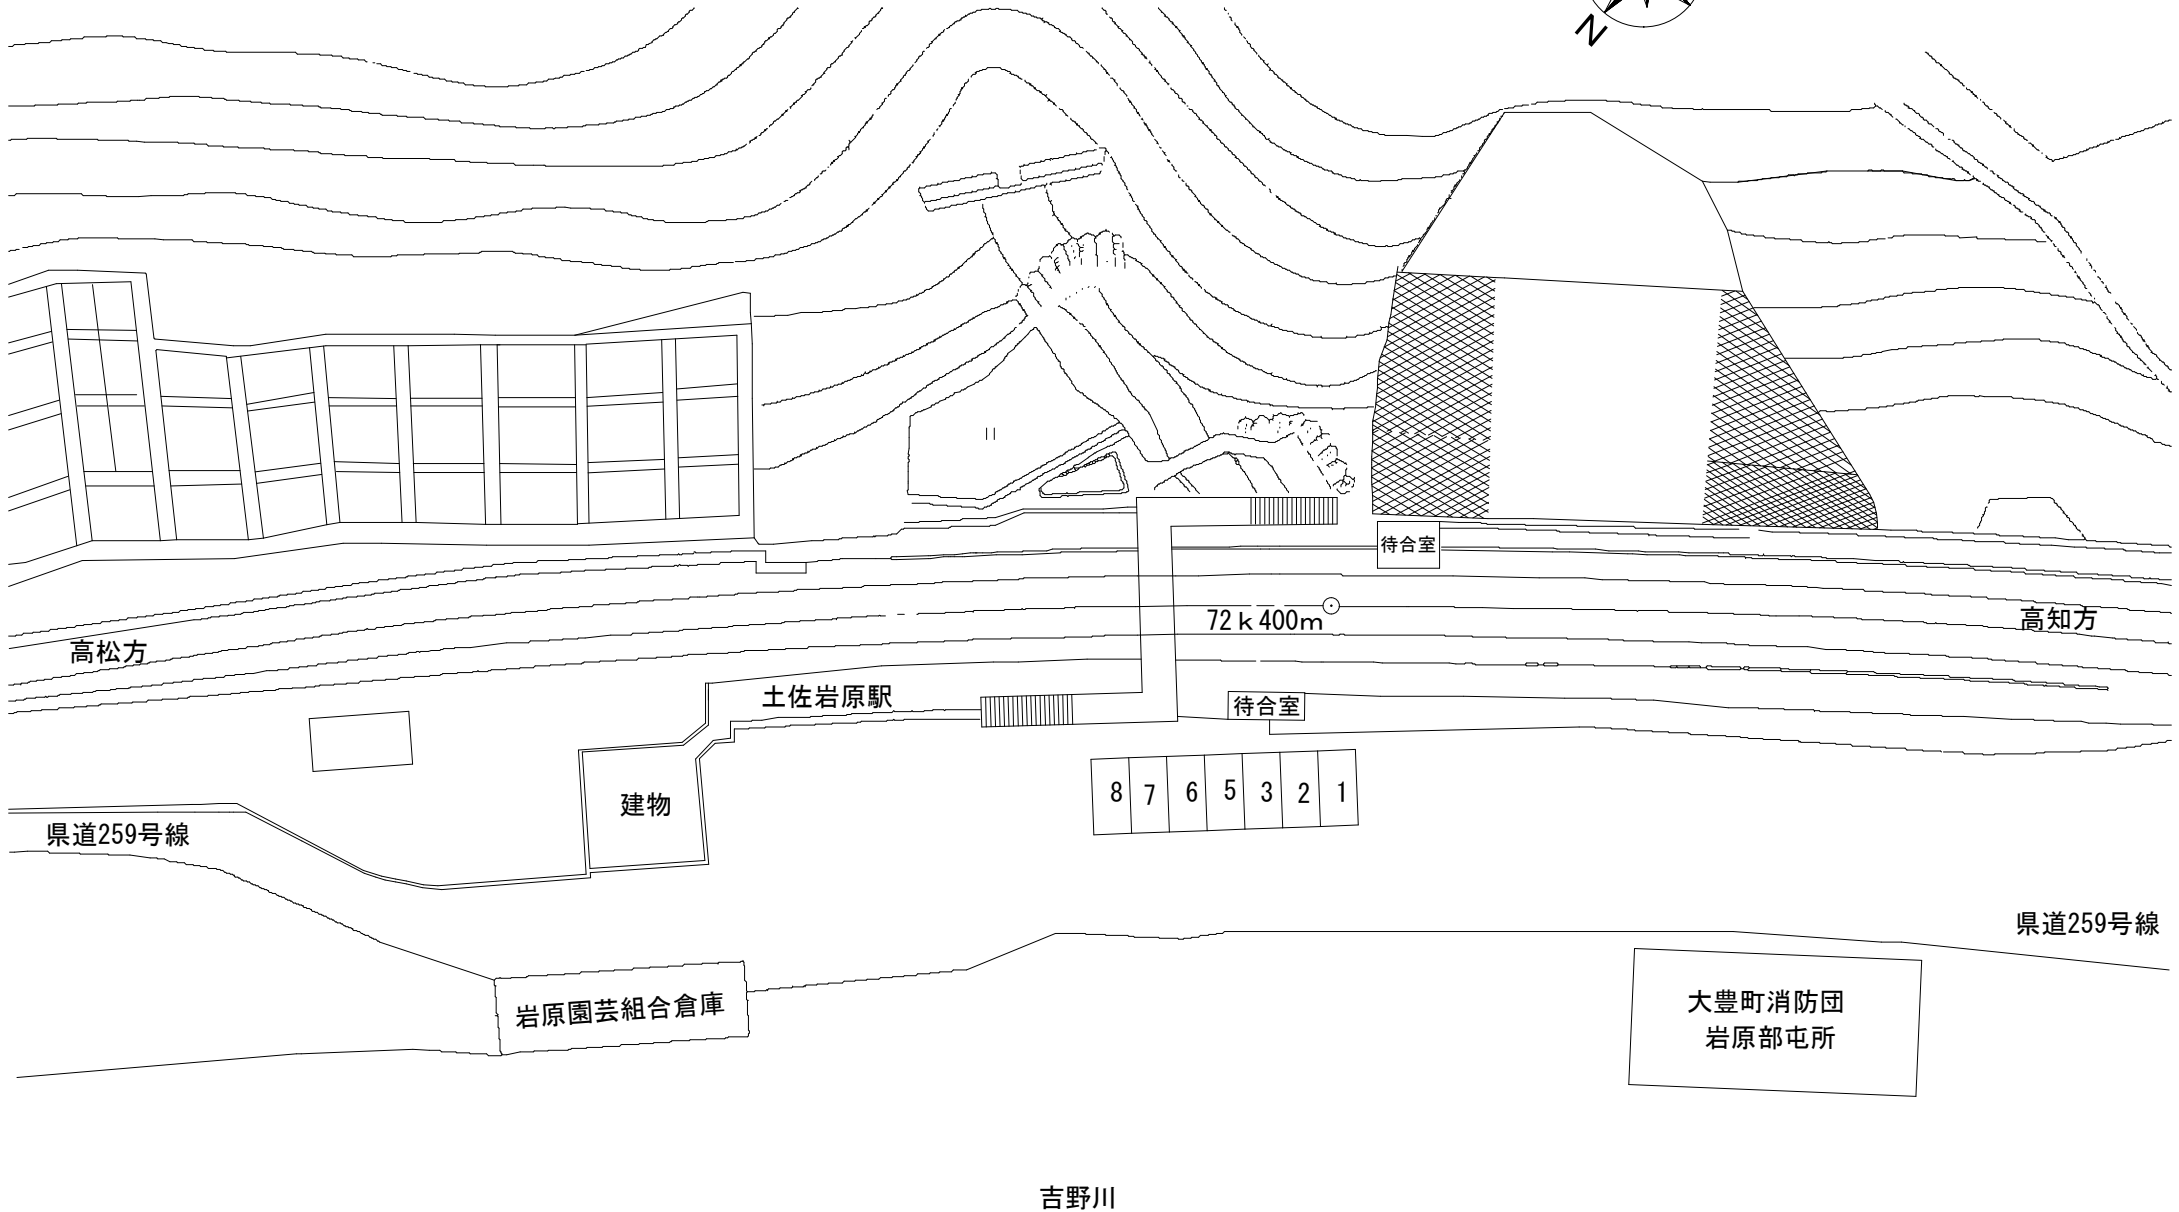 N
待合室
72ｋ400ｍ
高知方
高松方
土佐岩原駅
待合室
8 7 6 5 3 2 1
建物
県道259号線
県道259号線
岩原園芸組合倉庫
大豊町消防団
岩原部屯所
吉野川